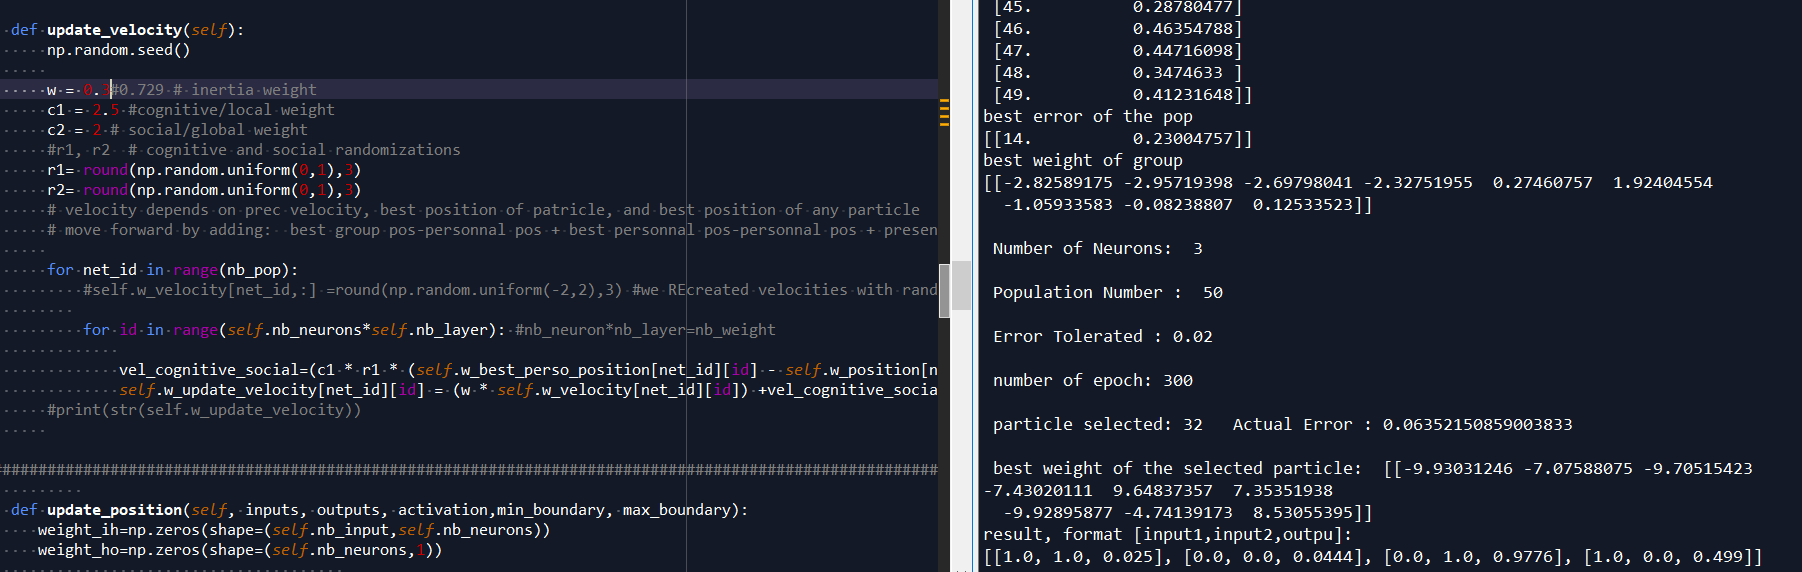 def update_velocity(self):
np.random.seed()
w = 0.3#0.729 # inertia weight
c1 = 2.5 #cognitive/local weight
c2 = 2 # social/global weight
#r1, r2 # cognitive and social randomizations
r1= round(np.random.uniform(0,1),3)
r2= round(np.random.uniform(0,1),3)
# velocity depends on prec velocity, best position of patricle, and best position of any particle
# move forward by adding: best group pos-personnal pos + best personnal pos-personnal pos + presen
for net_id in range(nb_pop):
#self.w_velocity[net_id,:] =round(np.random.uniform(-2,2),3) #we REcreated velocities with rand
for id in range(self.nb_neurons*self.nb_layer): #nb_neuron*nb_layer=nb_weight
vel_cognitive_social=(c1 * r1 * (self.w_best_perso_position[net_id][id] - self.w_position[n
self.w_update_velocity[net_id][id] = (w * self.w_velocity[net_id][id]) +vel_cognitive_socia
#print(str(self.w_update_velocity))
########################################################################################################
def update_position(self, inputs, outputs, activation,min_boundary, max_boundary):
weight_ih=np.zeros(shape=(self.nb_input,self.nb_neurons))
weight_ho=np.zeros(shape=(self.nb_neurons,1))
[45. 0.28780477]
[46. 0.46354788]
[47. 0.44716098]
[48. 0.3474633 ]
[49. 0.41231648]]
best error of the pop
[[14. 0.23004757]]
best weight of group
[[-2.82589175 -2.95719398 -2.69798041 -2.32751955 0.27460757 1.92404554
-1.05933583 -0.08238807 0.12533523]]
Number of Neurons: 3
Population Number : 50
Error Tolerated : 0.02
number of epoch: 300
particle selected: 32 Actual Error : 0.06352150859003833
best weight of the selected particle: [[-9.93031246 -7.07588075 -9.70515423
-7.43020111 9.64837357 7.35351938
-9.92895877 -4.74139173 8.53055395]]
result, format [input1,input2,outpu]:
[[1.0, 1.0, 0.025], [0.0, 0.0, 0.0444], [0.0, 1.0, 0.9776], [1.0, 0.0, 0.499]]